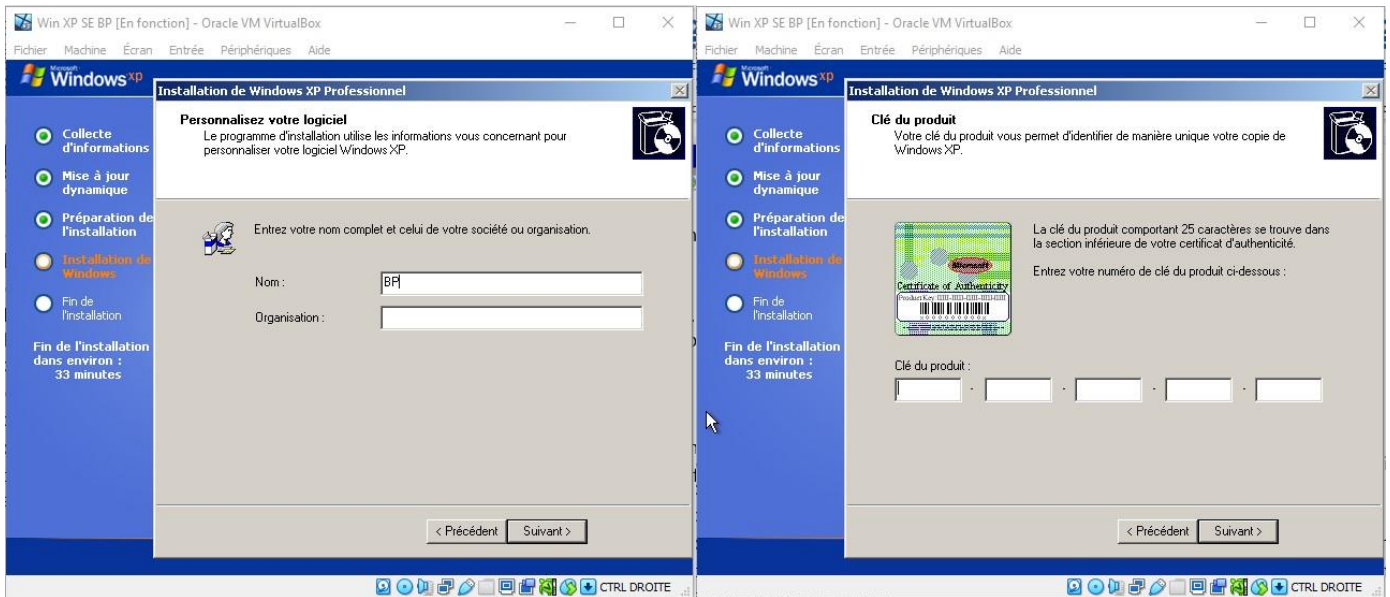 Win XP SE BP [En fonction] - Oracle VM VirtualBox
Fichier Machine Écran Entrée Périphériques Aide
Microsoft
Windows xp
Installation de Windows XP Professionnel
Personnalisez votre logiciel
Le programme d'installation utilise les informations vous concernant pour
personnaliser votre logiciel Windows XP.
Collecte
d'informations
Mise à jour
dynamique
Préparation de
l'installation
Installation de
Windows
Fin de
l'installation
Fin de l'installation
dans environ :
33 minutes
Entrez votre nom complet et celui de votre société ou organisation.
Nom : BP
Organisation :
< Précédent Suivant >
CTRL DROITE
Win XP SE BP [En fonction] - Oracle VM VirtualBox
Fichier Machine Écran Entrée Périphériques Aide
Microsoft
Windows xp
Installation de Windows XP Professionnel
Clé du produit
Votre clé du produit vous permet d'identifier de manière unique votre copie de
Windows XP.
Collecte
d'informations
Mise à jour
dynamique
Préparation de
l'installation
Installation de
Windows
Fin de
l'installation
Fin de l'installation
dans environ :
33 minutes
Microsoft
Certificate of Authenticity
Product Key:
La clé du produit comportant 25 caractères se trouve dans
la section inférieure de votre certificat d'authenticité.
Entrez votre numéro de clé du produit ci-dessous :
Clé du produit :
- - - -
< Précédent Suivant >
CTRL DROITE